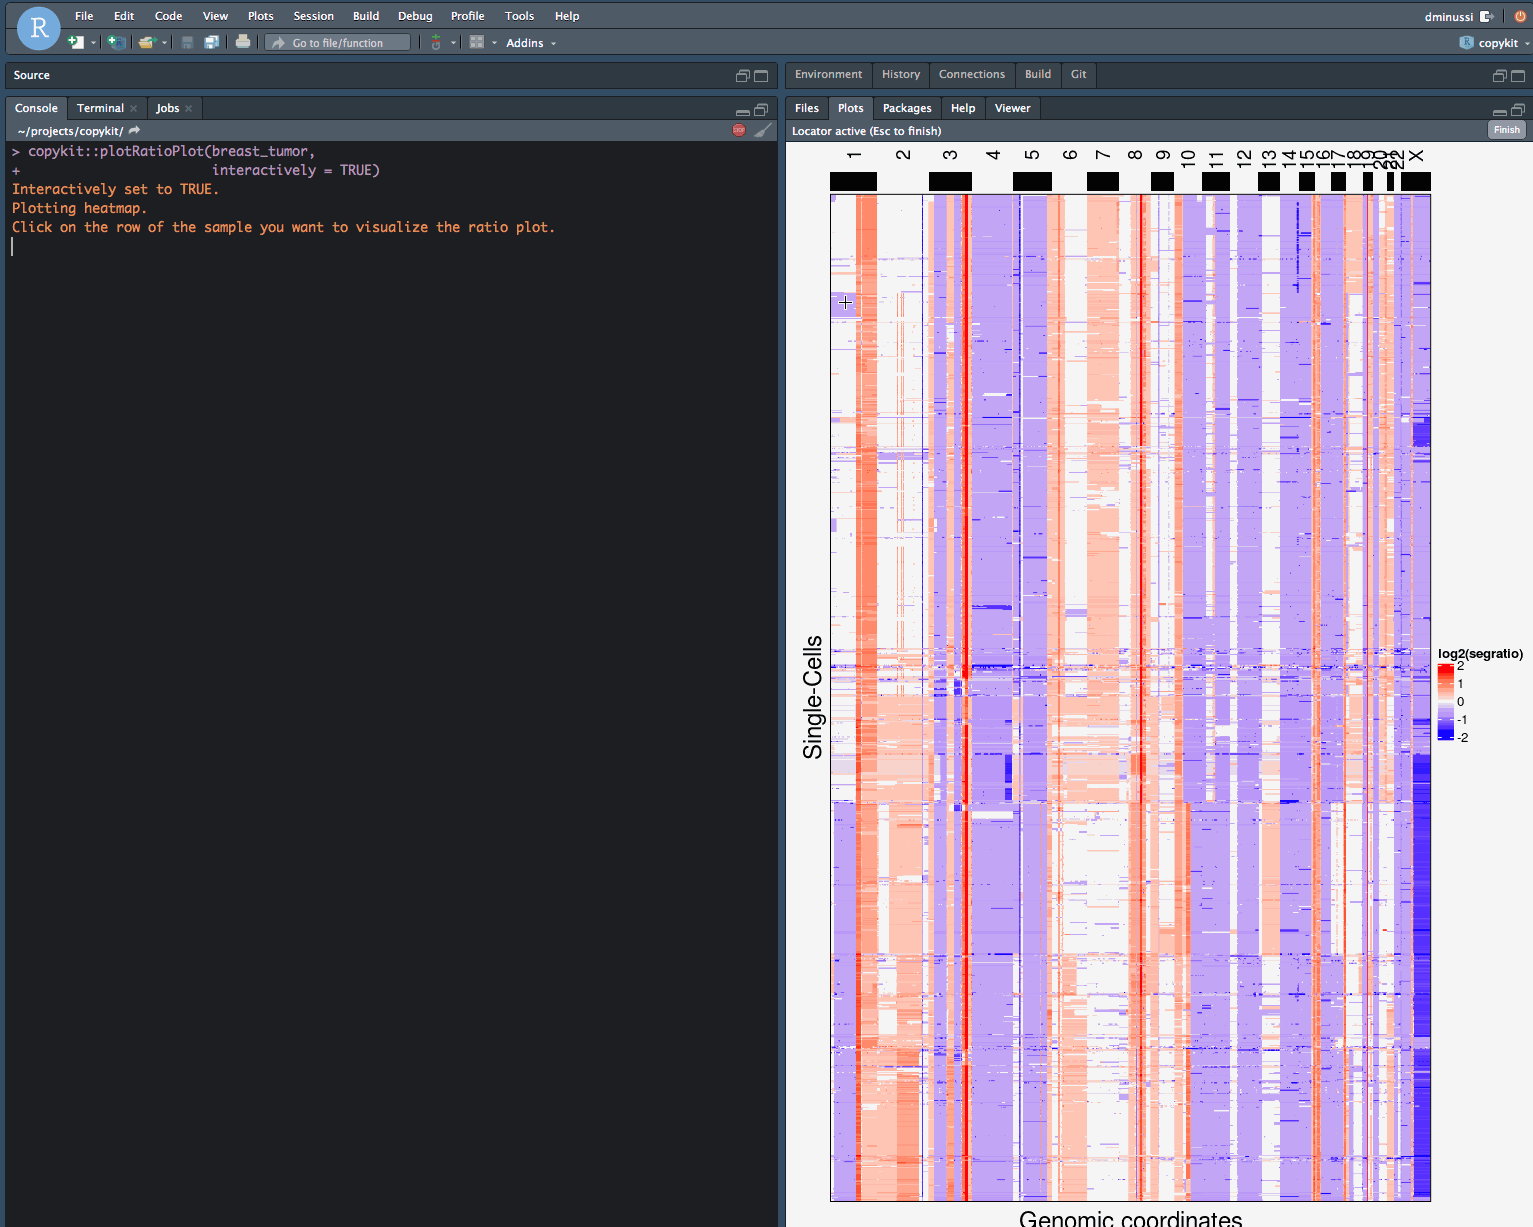 R
File Edit Code View Plots Session Build Debug Profile Tools Help
dminussi
Go to file/function
Addins
copykit
Source
Environment History Connections Build Git
Console Terminal Jobs
Files Plots Packages Help Viewer
~/projects/copykit/
Locator active (Esc to finish)
Finish
> copykit::plotRatioPlot(breast_tumor,
+ interactively = TRUE)
Interactively set to TRUE.
Plotting heatmap.
Click on the row of the sample you want to visualize the ratio plot.
1 2 3 4 5 6 7 8 9 10 11 12 13 14 15 16 17 18 19 20 21 22 X
Single-Cells
log2(segratio)
2
1
0
-1
-2
Genomic coordinates